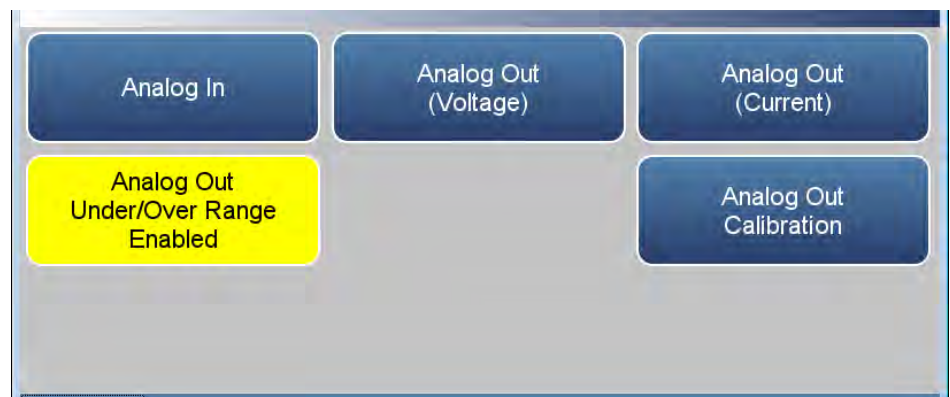 Analog In
Analog Out
(Voltage)
Analog Out
(Current)
Analog Out
Under/Over Range
Enabled
Analog Out
Calibration